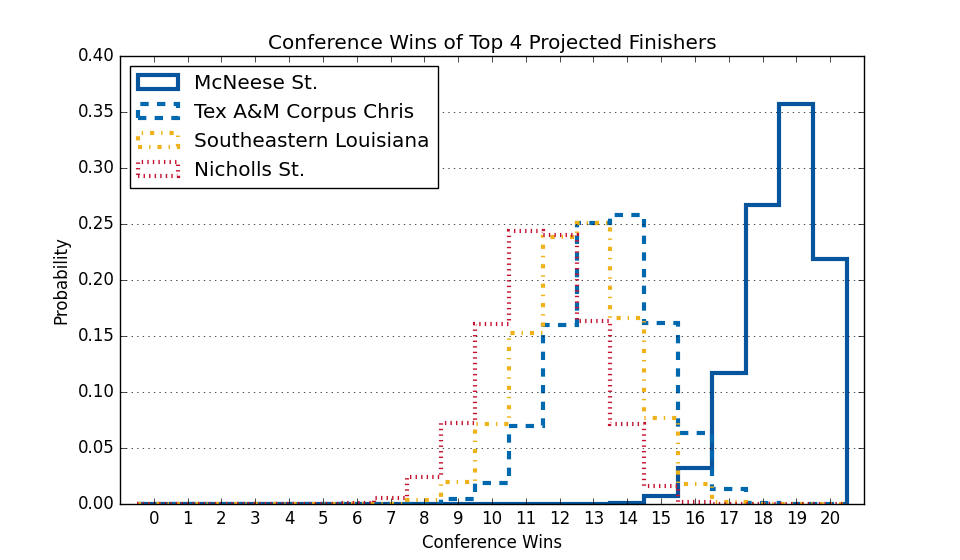 Conference Wins of Top 4 Projected Finishers
0.40
0.35
0.30
0.25
0.20
0.15
0.10
0.05
0.00
Probability
McNeese St.
Tex A&M Corpus Chris
Southeastern Louisiana
Nicholls St.
0 1 2 3 4 5 6 7 8 9 10 11 12 13 14 15 16 17 18 19 20
Conference Wins